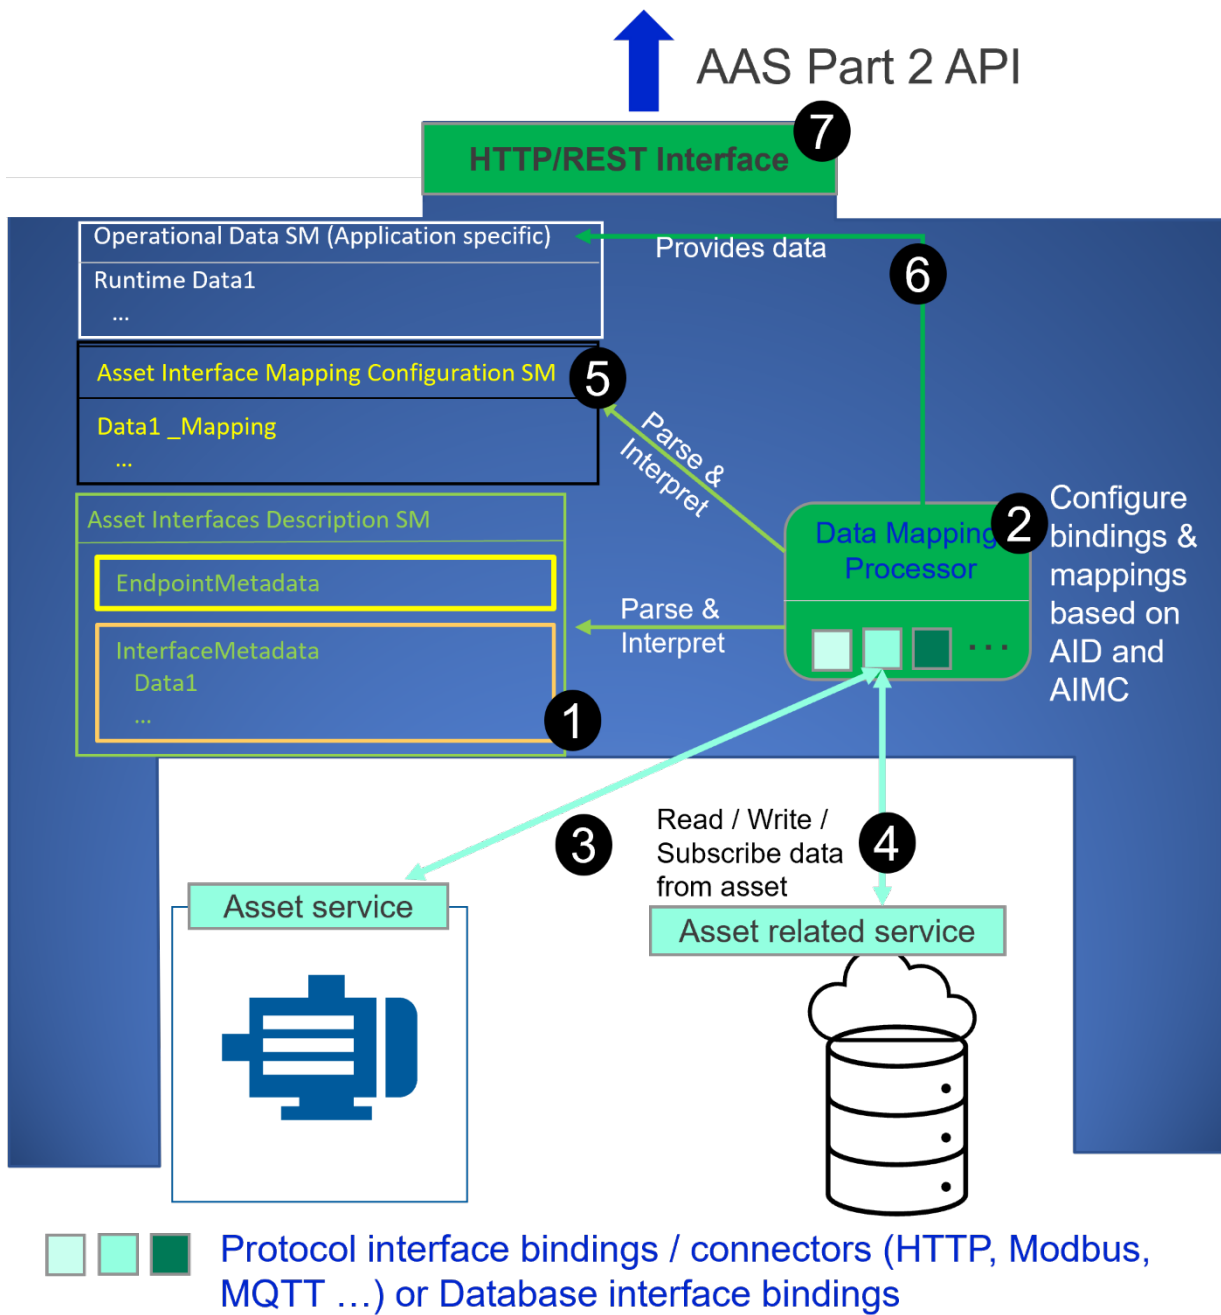 AAS Part 2 API
7
HTTP/REST Interface
Operational Data SM (Application specific)
Runtime Data1
...
Provides data
6
Asset Interface Mapping Configuration SM
5
Data1 _Mapping
...
Parse &
Interpret
Asset Interfaces Description SM
EndpointMetadata
InterfaceMetadata
Data1
...
1
Parse &
Interpret
Data Mapping
Processor
...
2
Configure
bindings &
mappings
based on
AID and
AIMC
3
Read / Write /
Subscribe data
from asset
4
Asset service
Asset related service
Protocol interface bindings / connectors (HTTP, Modbus,
MQTT ...) or Database interface bindings